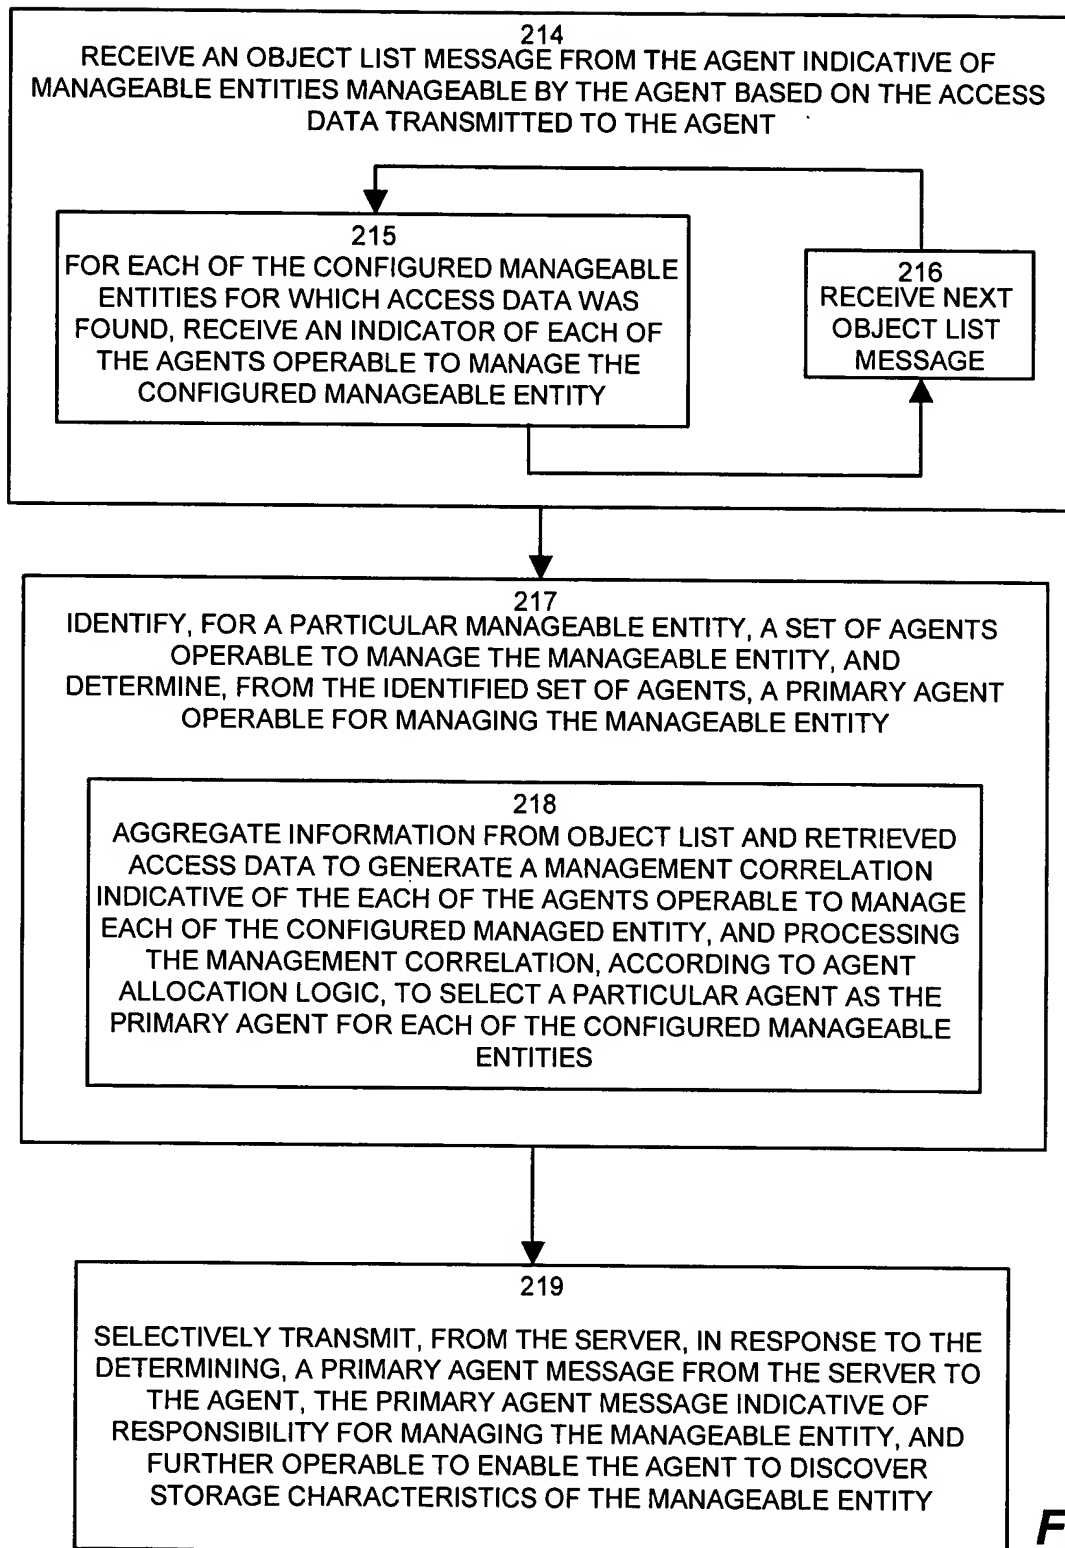 214
RECEIVE AN OBJECT LIST MESSAGE FROM THE AGENT INDICATIVE OF
MANAGEABLE ENTITIES MANAGEABLE BY THE AGENT BASED ON THE ACCESS
DATA TRANSMITTED TO THE AGENT
215
FOR EACH OF THE CONFIGURED MANAGEABLE
ENTITIES FOR WHICH ACCESS DATA WAS
FOUND, RECEIVE AN INDICATOR OF EACH OF
THE AGENTS OPERABLE TO MANAGE THE
CONFIGURED MANAGEABLE ENTITY
216
RECEIVE NEXT
OBJECT LIST
MESSAGE
217
IDENTIFY, FOR A PARTICULAR MANAGEABLE ENTITY, A SET OF AGENTS
OPERABLE TO MANAGE THE MANAGEABLE ENTITY, AND
DETERMINE, FROM THE IDENTIFIED SET OF AGENTS, A PRIMARY AGENT
OPERABLE FOR MANAGING THE MANAGEABLE ENTITY
218
AGGREGATE INFORMATION FROM OBJECT LIST AND RETRIEVED
ACCESS DATA TO GENERATE A MANAGEMENT CORRELATION
INDICATIVE OF THE EACH OF THE AGENTS OPERABLE TO MANAGE
EACH OF THE CONFIGURED MANAGED ENTITY, AND PROCESSING
THE MANAGEMENT CORRELATION, ACCORDING TO AGENT
ALLOCATION LOGIC, TO SELECT A PARTICULAR AGENT AS THE
PRIMARY AGENT FOR EACH OF THE CONFIGURED MANAGEABLE
ENTITIES
219
SELECTIVELY TRANSMIT, FROM THE SERVER, IN RESPONSE TO THE
DETERMINING, A PRIMARY AGENT MESSAGE FROM THE SERVER TO
THE AGENT, THE PRIMARY AGENT MESSAGE INDICATIVE OF
RESPONSIBILITY FOR MANAGING THE MANAGEABLE ENTITY, AND
FURTHER OPERABLE TO ENABLE THE AGENT TO DISCOVER
STORAGE CHARACTERISTICS OF THE MANAGEABLE ENTITY
F